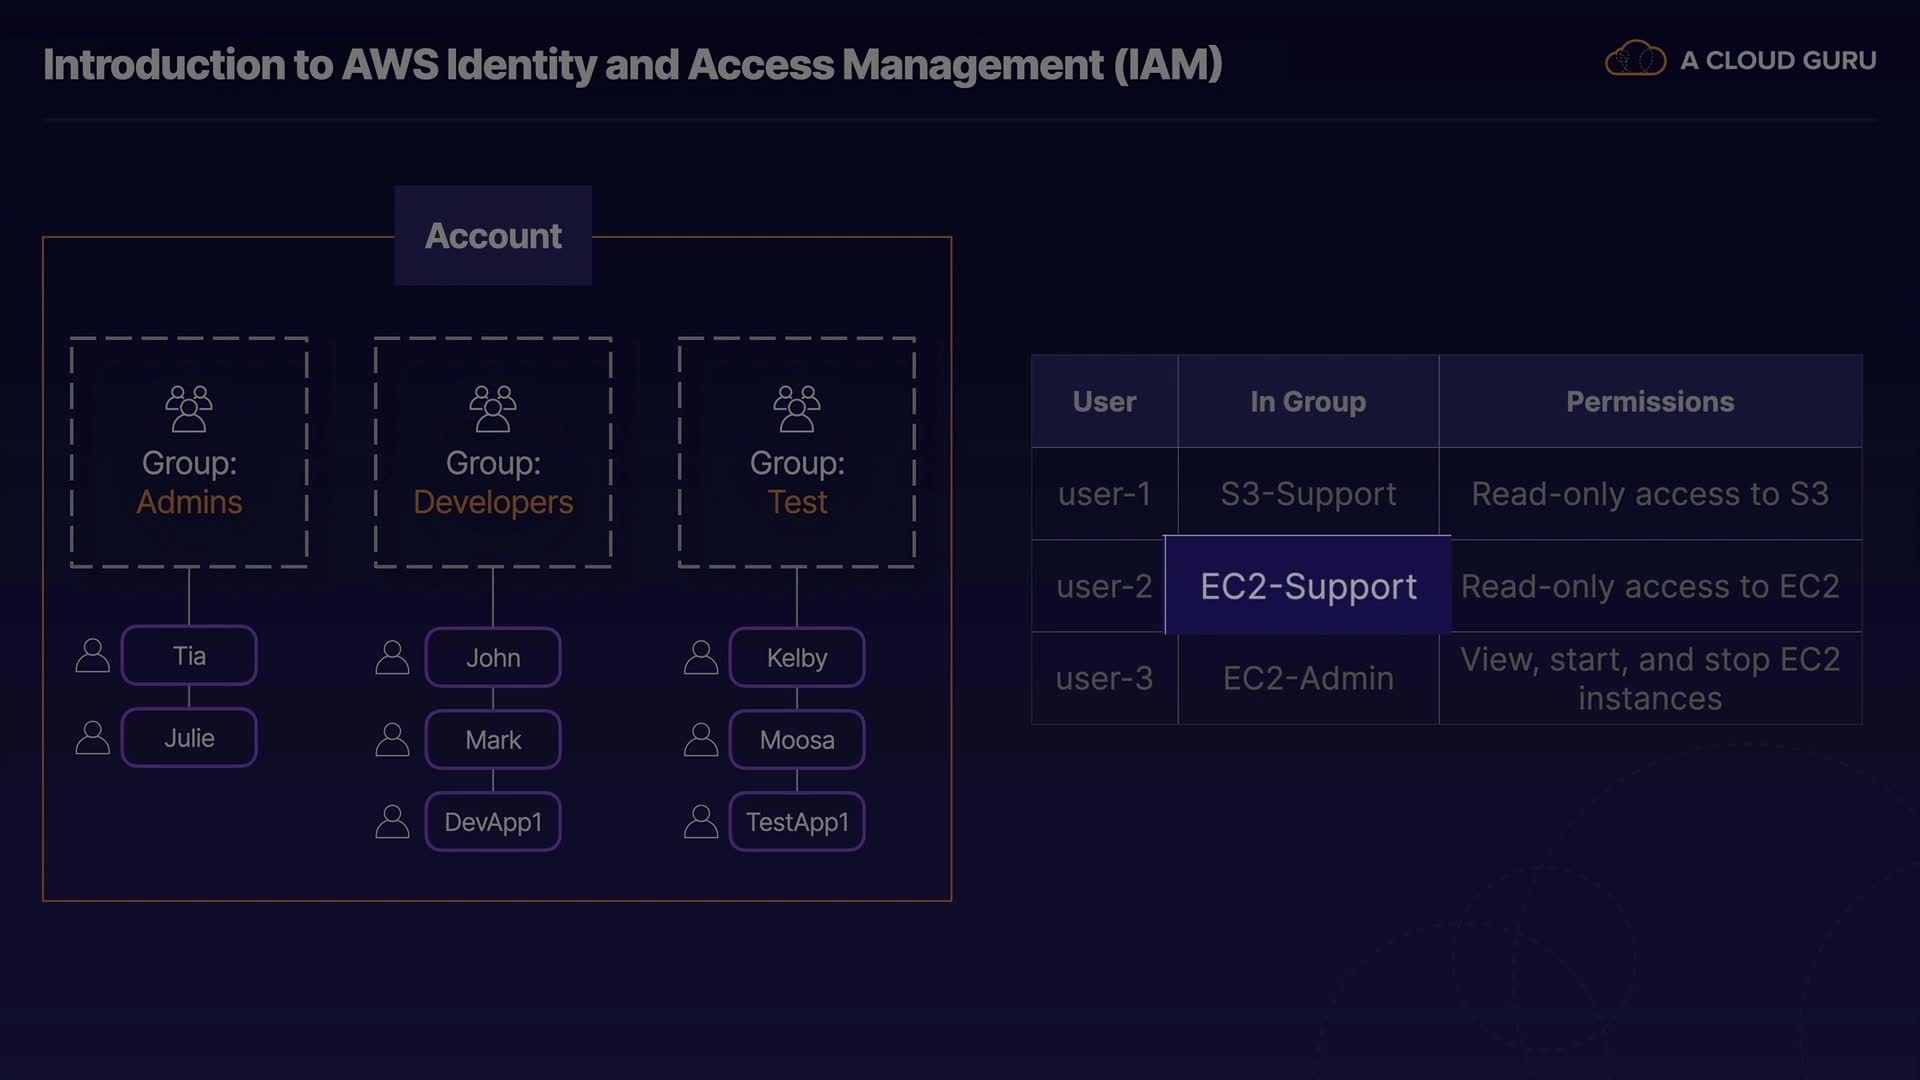 Introduction to AWS Identity and Access Management (IAM)
A CLOUD GURU
Account
Group:
Admins
Group:
Developers
Group:
Test
Tia
Julie
John
Mark
DevApp1
Kelby
Moosa
TestApp1
User In Group Permissions
user-1 S3-Support Read-only access to S3
user-2 EC2-Support Read-only access to EC2
user-3 EC2-Admin View, start, and stop EC2
instances